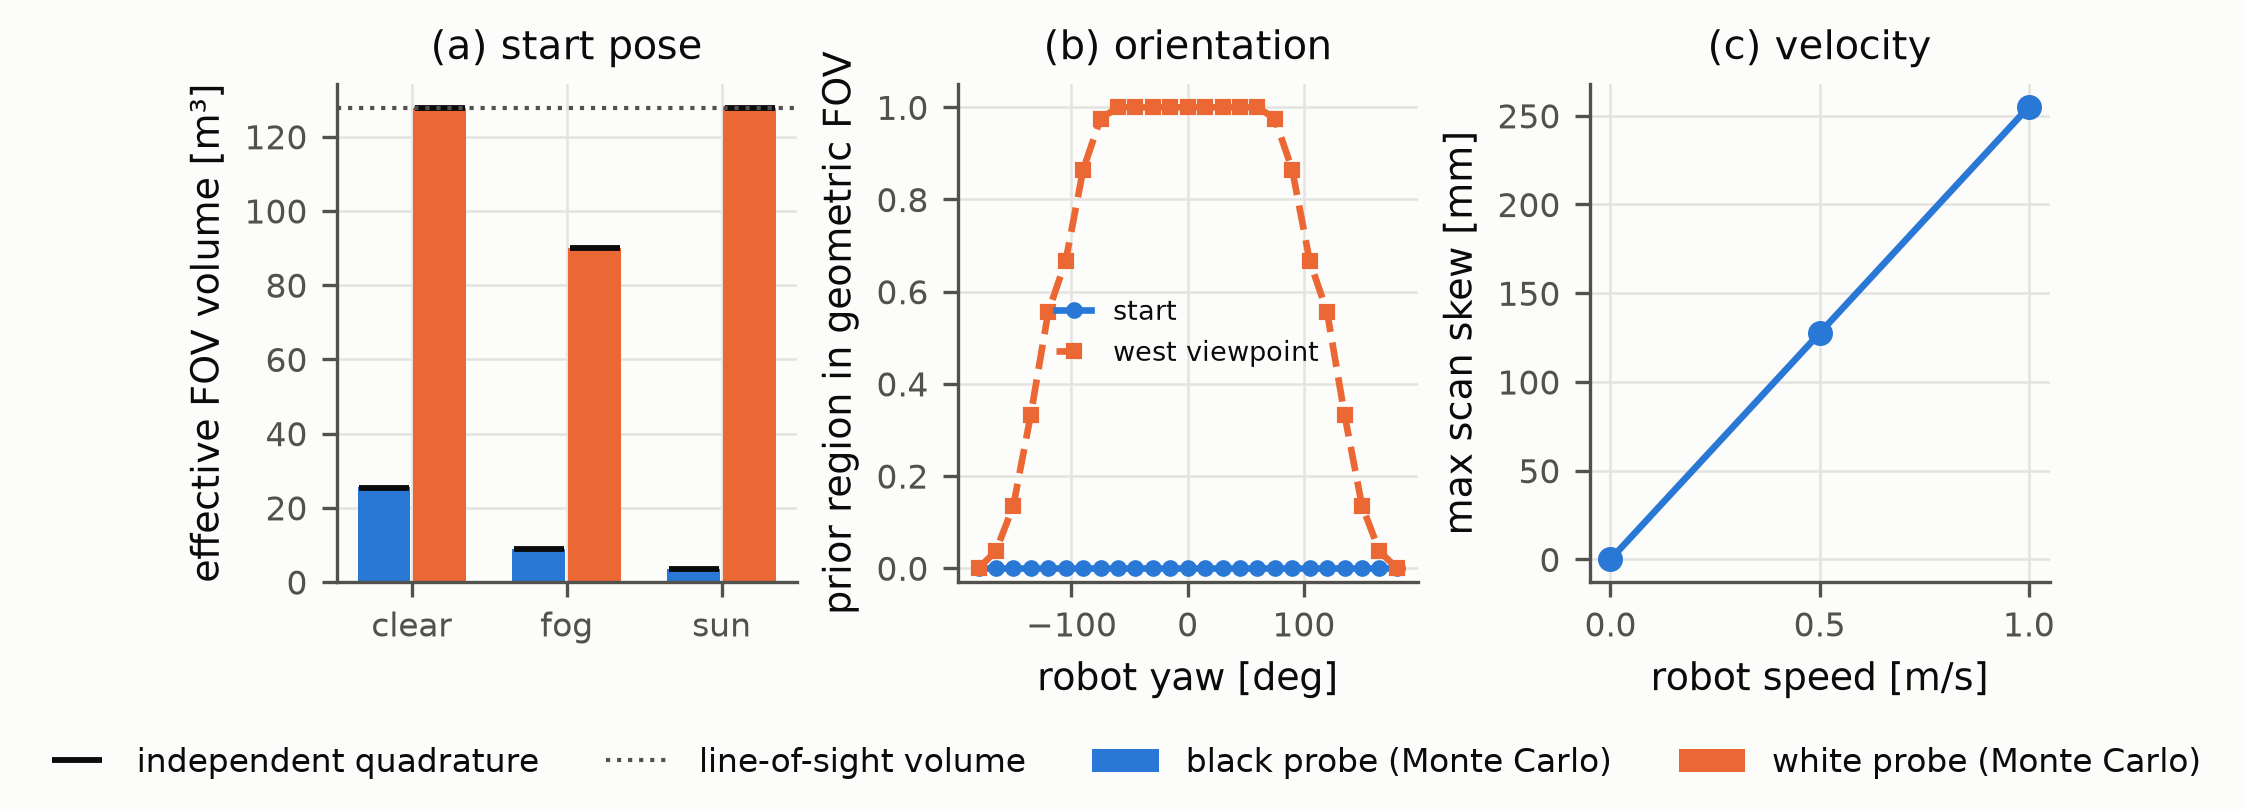 (a) start pose
effective FOV volume [m³]
120
100
80
60
40
20
0
clear
fog
sun
(b) orientation
prior region in geometric FOV
1.0
0.8
0.6
0.4
0.2
0.0
start
west viewpoint
−100
0
100
robot yaw [deg]
(c) velocity
max scan skew [mm]
250
200
150
100
50
0
0.0
0.5
1.0
robot speed [m/s]
independent quadrature
line-of-sight volume
black probe (Monte Carlo)
white probe (Monte Carlo)